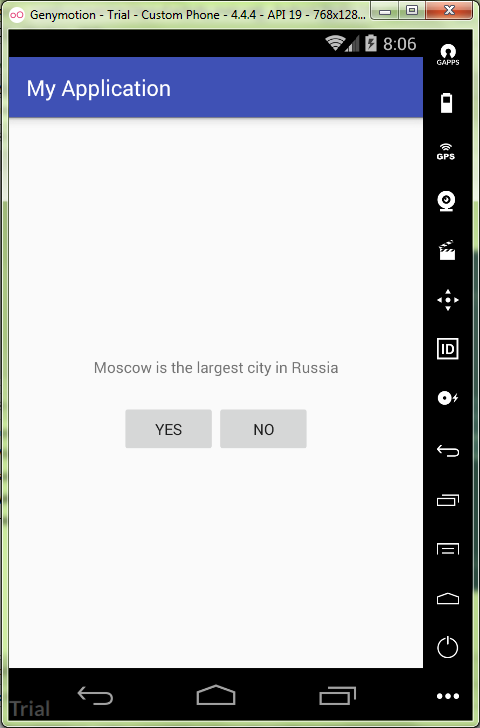 Genymotion - Trial - Custom Phone - 4.4.4 - API 19 - 768x128...
8:06
GAPPS
My Application
GPS
ID
Moscow is the largest city in Russia
YES NO
Trial